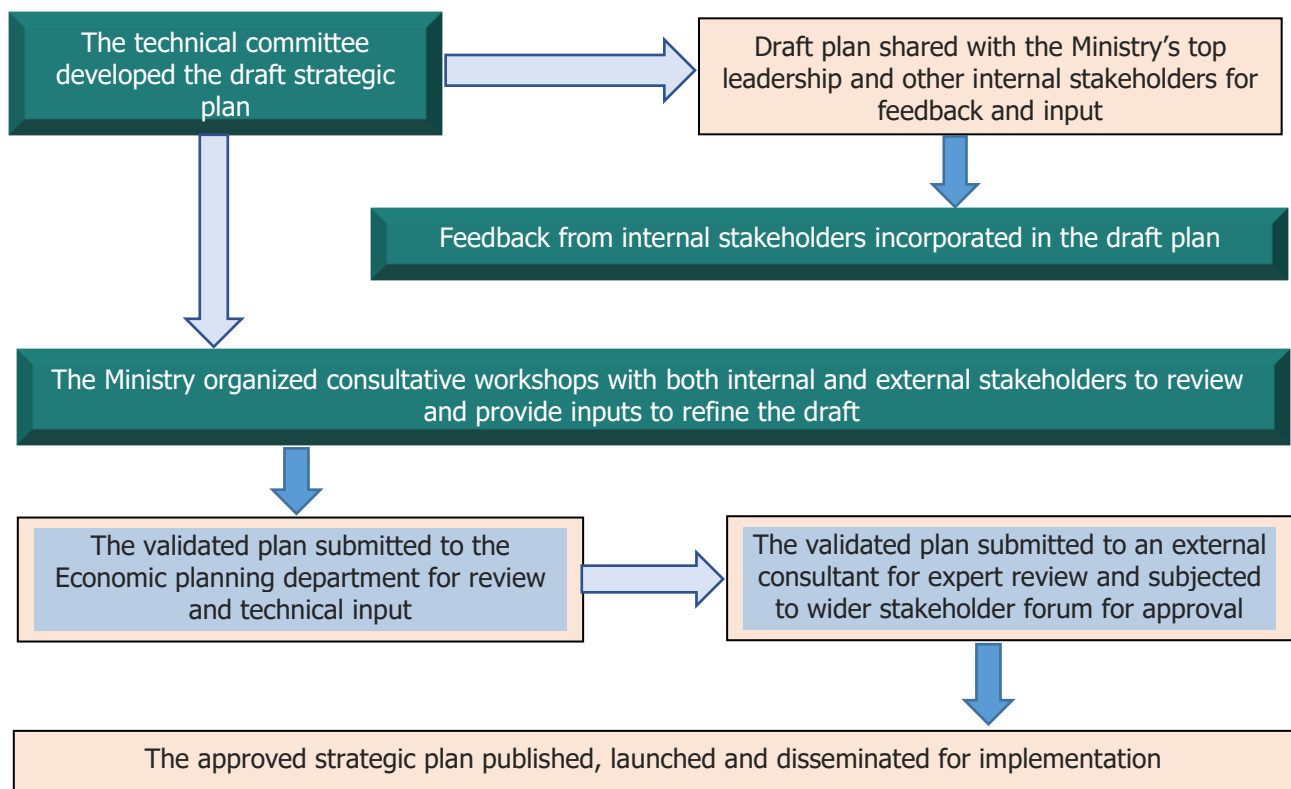 The technical committee
developed the draft strategic
plan
Draft plan shared with the Ministry’s top
leadership and other internal stakeholders for
feedback and input
Feedback from internal stakeholders incorporated in the draft plan
The Ministry organized consultative workshops with both internal and external stakeholders to review
and provide inputs to refine the draft
The validated plan submitted to the
Economic planning department for review
and technical input
The validated plan submitted to an external
consultant for expert review and subjected
to wider stakeholder forum for approval
The approved strategic plan published, launched and disseminated for implementation